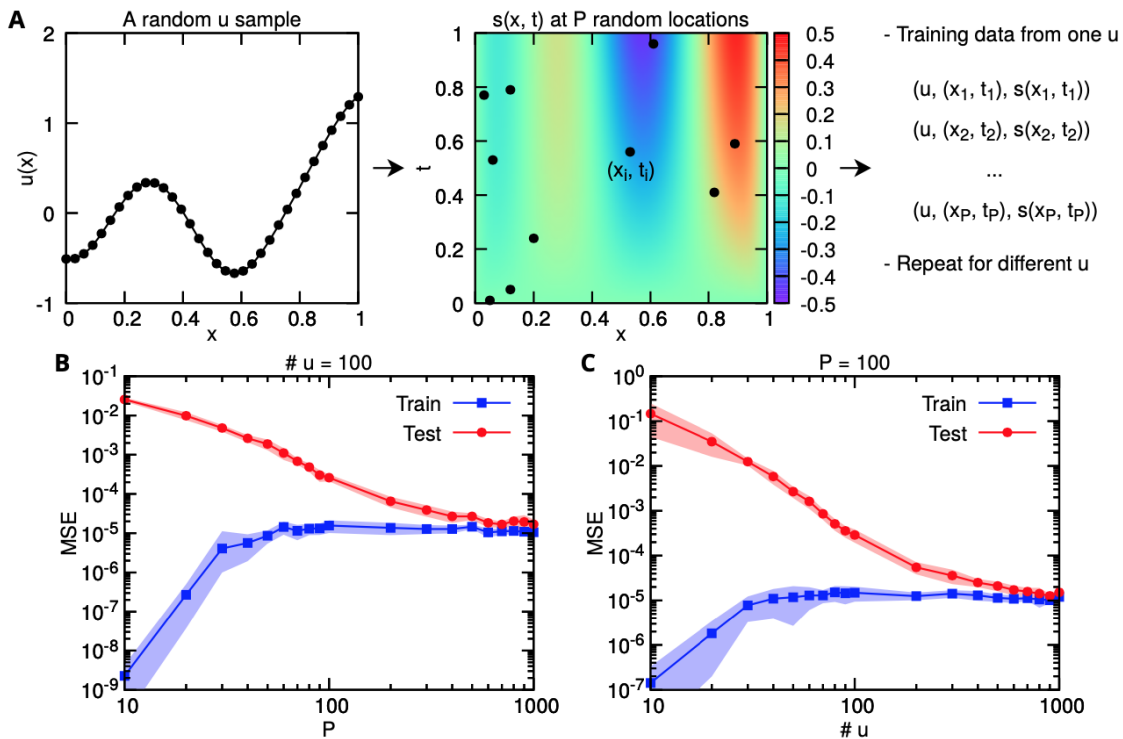 A
A random u sample
u(x)
2
1
0
-1
0 0.2 0.4 0.6 0.8 1
x
s(x, t) at P random locations
t
1
0.8
0.6
0.4
0.2
0
(xᵢ, tᵢ)
0 0.2 0.4 0.6 0.8 1
x
0.5
0.4
0.3
0.2
0.1
0
-0.1
-0.2
-0.3
-0.4
-0.5
- Training data from one u
(u, (x₁, t₁), s(x₁, t₁))
(u, (x₂, t₂), s(x₂, t₂))
...
(u, (x_P, t_P), s(x_P, t_P))
- Repeat for different u
B
# u = 100
MSE
10⁻¹
10⁻²
10⁻³
10⁻⁴
10⁻⁵
10⁻⁶
10⁻⁷
10⁻⁸
10⁻⁹
Train
Test
10 100 1000
P
C
P = 100
MSE
10⁰
10⁻¹
10⁻²
10⁻³
10⁻⁴
10⁻⁵
10⁻⁶
10⁻⁷
Train
Test
10 100 1000
# u